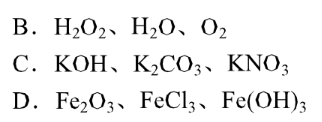 B．H₂O₂、H₂O、O₂
C．KOH、K₂CO₃、KNO₃
D．Fe₂O₃、FeCl₃、Fe(OH)₃